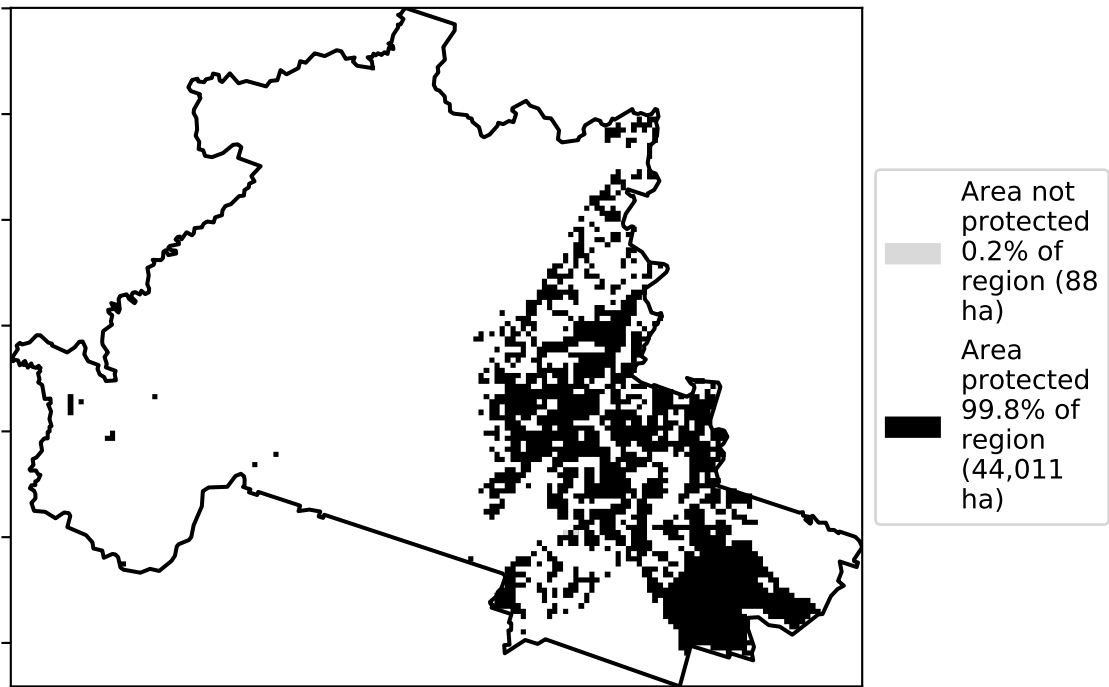 Area not
protected
0.2% of
region (88
ha)
Area
protected
99.8% of
region
(44,011
ha)